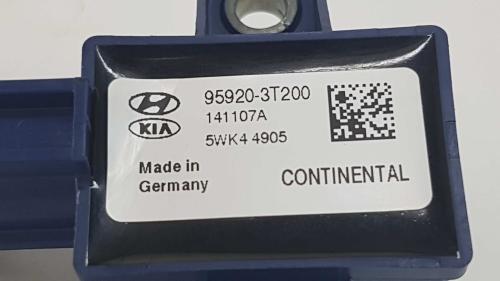 95920-3T200
141107A
KIA
5WK4 4905
Made in
Germany
CONTINENTAL